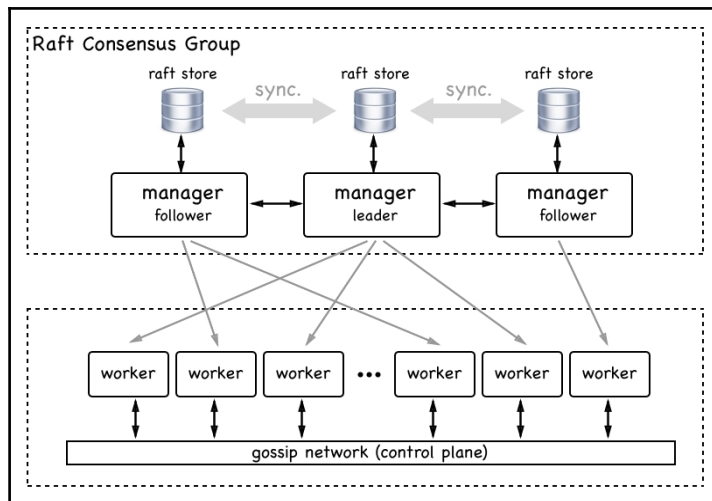 Raft Consensus Group
raft store
raft store
raft store
sync.
sync.
manager
follower
manager
leader
manager
follower
worker
worker
worker
•••
worker
worker
worker
gossip network (control plane)